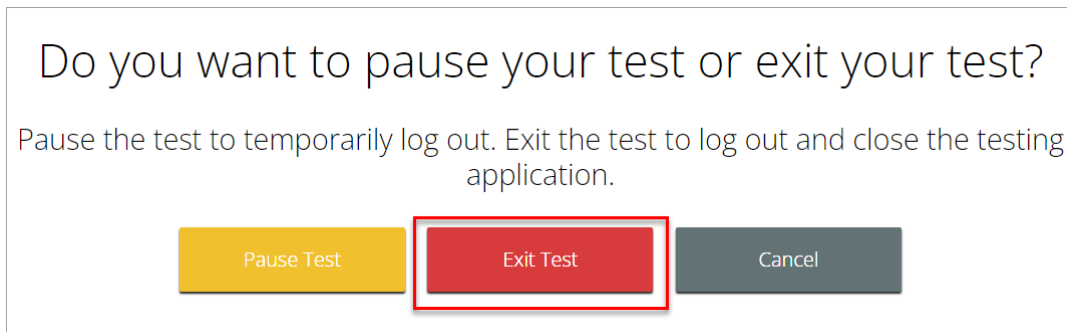 Do you want to pause your test or exit your test?
Pause the test to temporarily log out. Exit the test to log out and close the testing
application.
Pause Test
Exit Test
Cancel